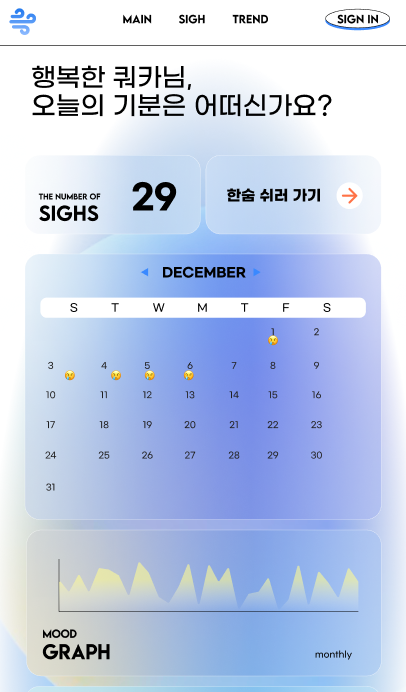 MAIN SIGH TREND SIGN IN
행복한 쿼카님,
오늘의 기분은 어떠신가요?
THE NUMBER OF
SIGHS
29
한숨 쉬러 가기
DECEMBER
S T W M T F S
1 2
3 4 5 6 7 8 9
10 11 12 13 14 15 16
17 18 19 20 21 22 23
24 25 26 27 28 29 30
31
MOOD
GRAPH
monthly